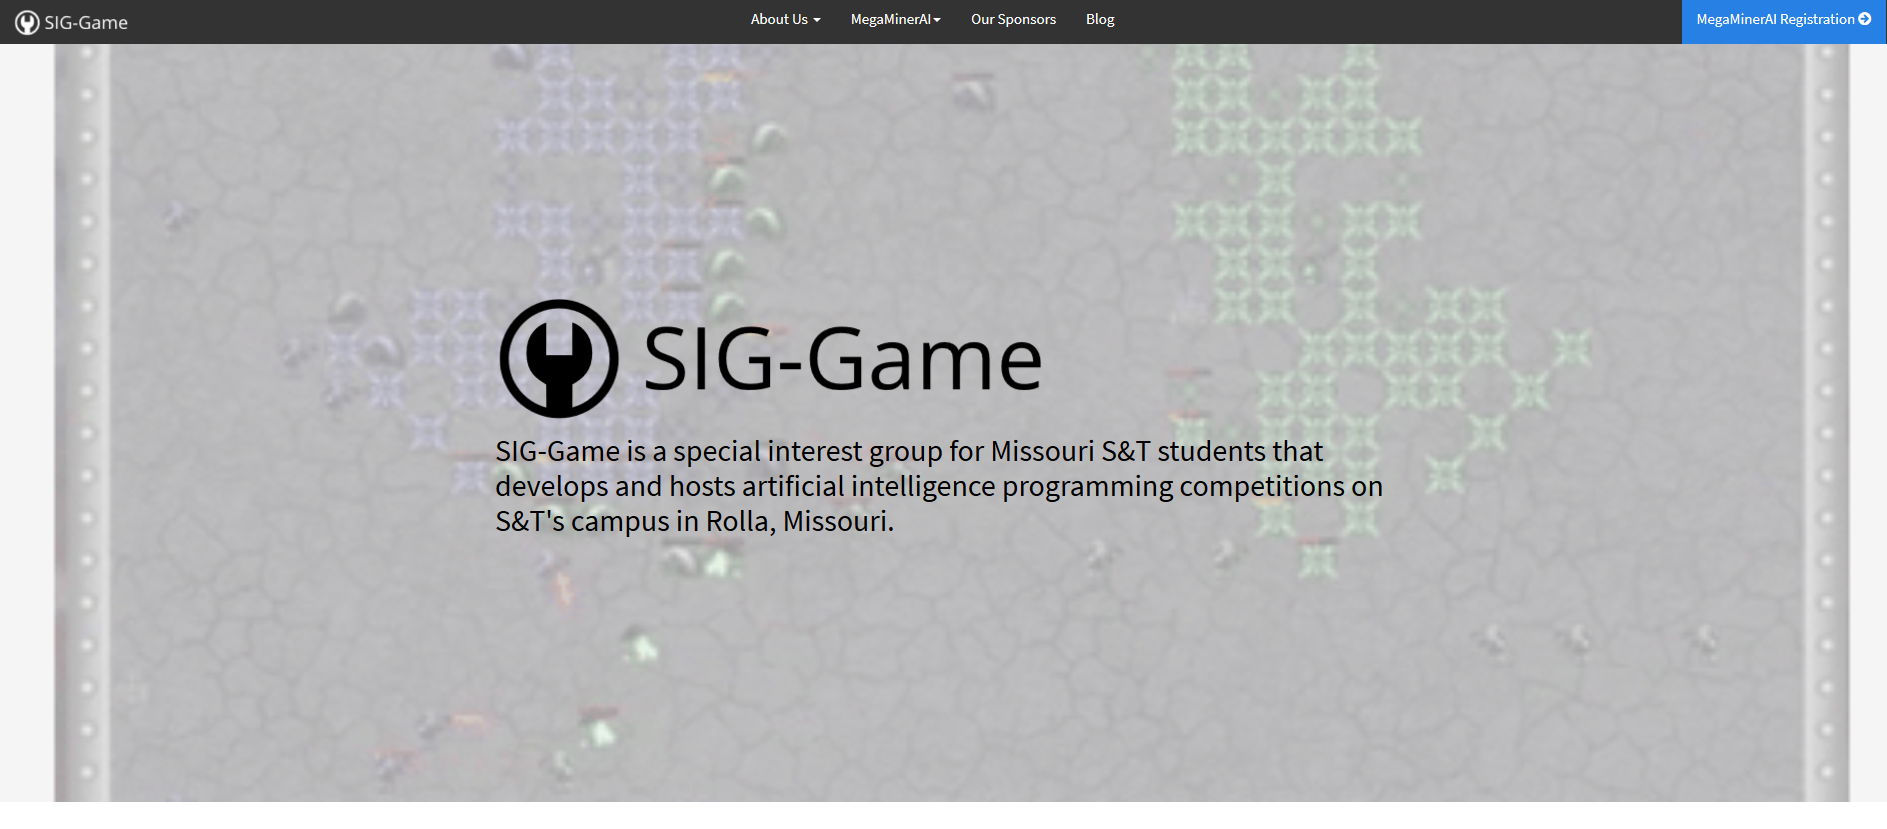 SIG-Game
About Us
MegaMinerAI
Our Sponsors
Blog
MegaMinerAI Registration
SIG-Game
SIG-Game is a special interest group for Missouri S&T students that
develops and hosts artificial intelligence programming competitions on
S&T's campus in Rolla, Missouri.